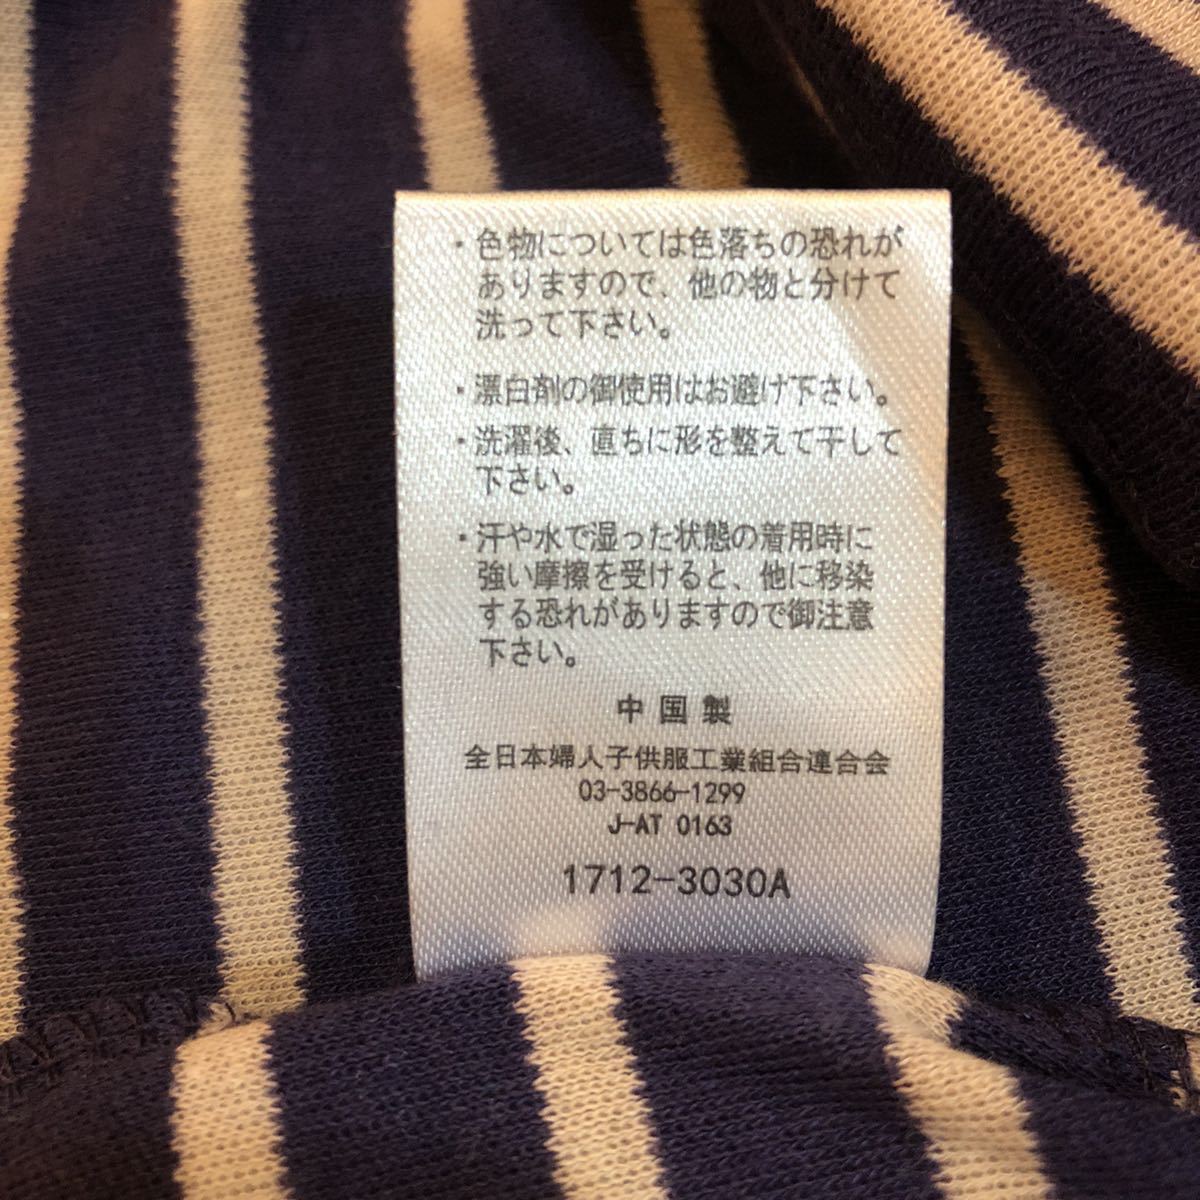 ・色物については色落ちの恐れが
ありますので、他の物と分けて
洗って下さい。
・漂白剤の御使用はお避け下さい。
・洗濯後、直ちに形を整えて干して
下さい。
・汗や水で湿った状態の着用時に
強い摩擦を受けると、他に移染
する恐れがありますので御注意
下さい。
中国製
全日本婦人子供服工業組合連合会
03-3866-1299
J-AT 0163
1712-3030A